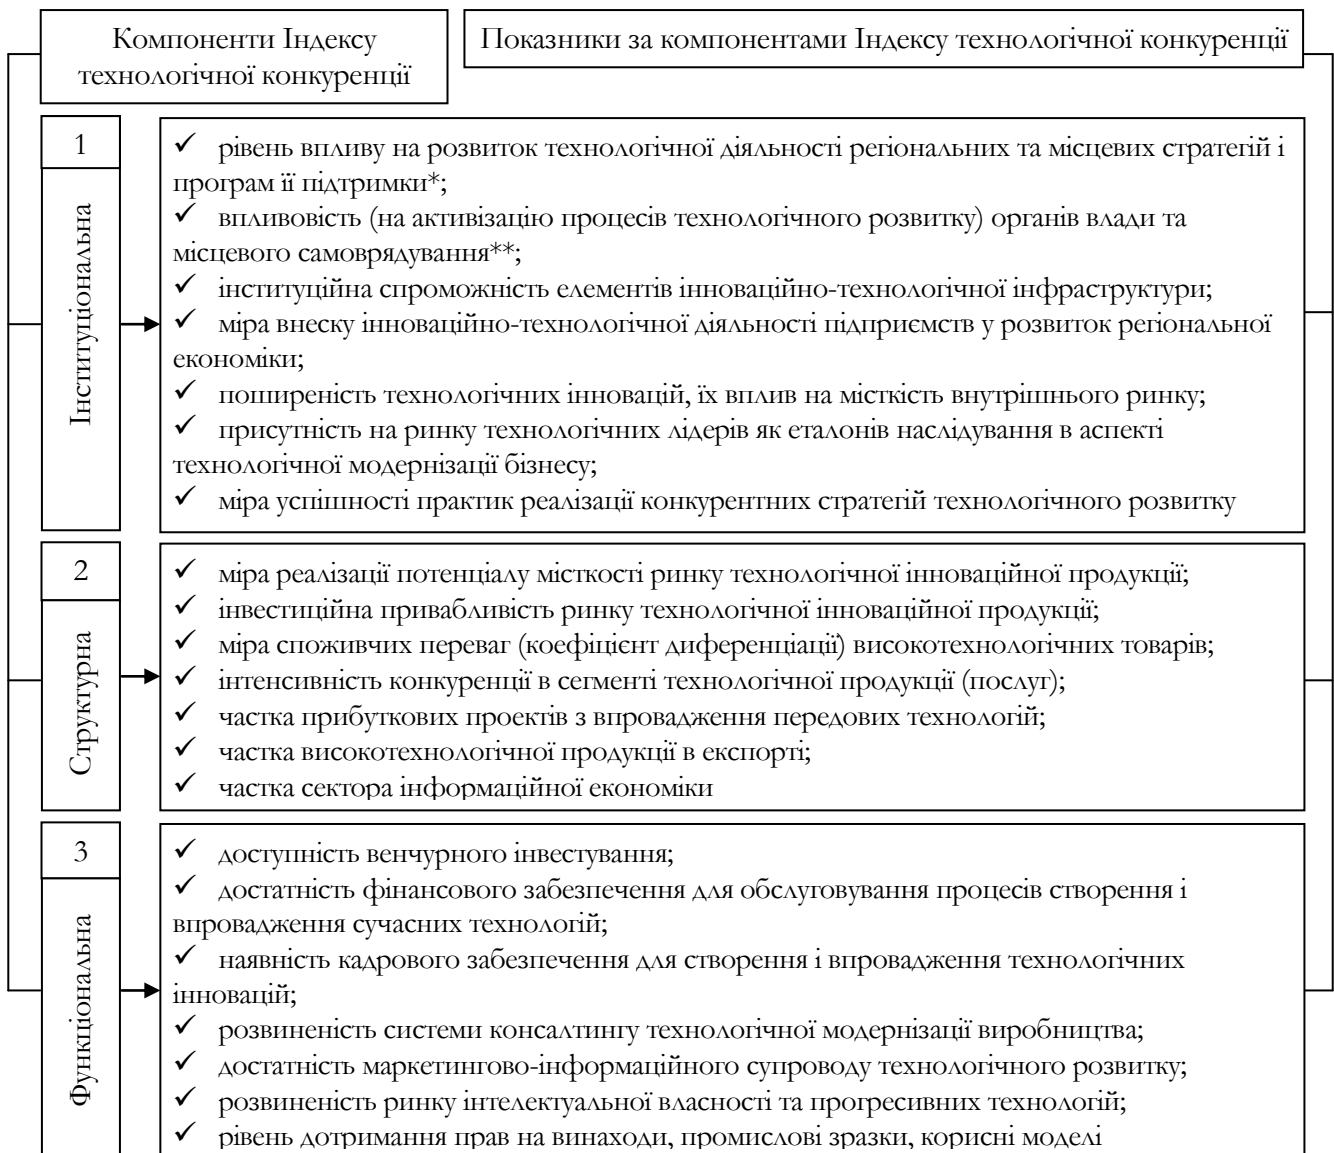 Компоненти Індексу
технологічної конкуренції
Показники за компонентами Індексу технологічної конкуренції
1
Інституціональна
✓ рівень впливу на розвиток технологічної діяльності регіональних та місцевих стратегій і
програм її підтримки*;
✓ впливовість (на активізацію процесів технологічного розвитку) органів влади та
місцевого самоврядування**;
✓ інституційна спроможність елементів інноваційно-технологічної інфраструктури;
✓ міра внеску інноваційно-технологічної діяльності підприємств у розвиток регіональної
економіки;
✓ поширеність технологічних інновацій, їх вплив на місткість внутрішнього ринку;
✓ присутність на ринку технологічних лідерів як еталонів наслідування в аспекті
технологічної модернізації бізнесу;
✓ міра успішності практик реалізації конкурентних стратегій технологічного розвитку
2
Структурна
✓ міра реалізації потенціалу місткості ринку технологічної інноваційної продукції;
✓ інвестиційна привабливість ринку технологічної інноваційної продукції;
✓ міра споживчих переваг (коефіцієнт диференціації) високотехнологічних товарів;
✓ інтенсивність конкуренції в сегменті технологічної продукції (послуг);
✓ частка прибуткових проектів з впровадження передових технологій;
✓ частка високотехнологічної продукції в експорті;
✓ частка сектора інформаційної економіки
3
Функціональна
✓ доступність венчурного інвестування;
✓ достатність фінансового забезпечення для обслуговування процесів створення і
впровадження сучасних технологій;
✓ наявність кадрового забезпечення для створення і впровадження технологічних
інновацій;
✓ розвиненість системи консалтингу технологічної модернізації виробництва;
✓ достатність маркетингово-інформаційного супроводу технологічного розвитку;
✓ розвиненість ринку інтелектуальної власності та прогресивних технологій;
✓ рівень дотримання прав на винаходи, промислові зразки, корисні моделі